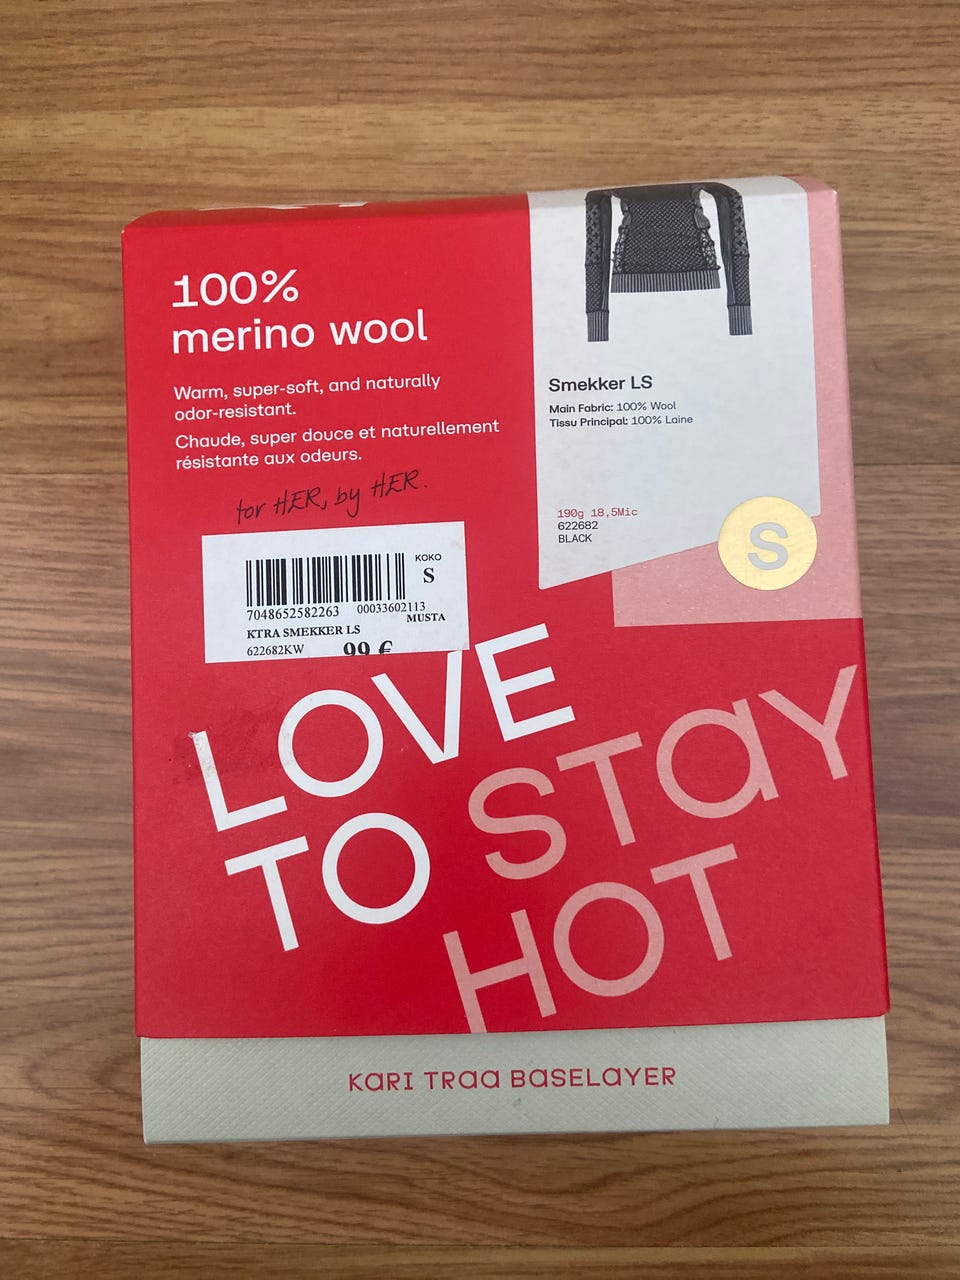 100%
merino wool
Warm, super-soft, and naturally
odor-resistant.
Chaude, super douce et naturellement
résistante aux odeurs.
for HER, by HER.
Smekker LS
Main Fabric: 100% Wool
Tissu Principal: 100% Laine
190g 18,5Mic
622682
BLACK
S
KOKO
S
7048652582263 00033602113
MUSTA
KTRA SMEKKER LS
622682KW 99 €
LOVE
TO STAY
HOT
KARI TRAA BASELAYER